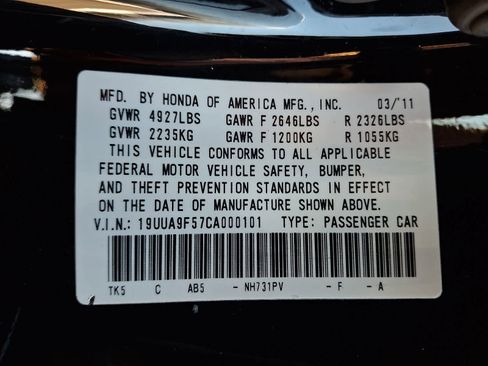 MFD. BY HONDA OF AMERICA MFG., INC. 03/'11
GVWR 4927LBS GAWR F 2646LBS R 2326LBS
GVWR 2235KG GAWR F 1200KG R 1055KG
THIS VEHICLE CONFORMS TO ALL APPLICABLE
FEDERAL MOTOR VEHICLE SAFETY, BUMPER,
AND THEFT PREVENTION STANDARDS IN EFFECT
ON THE DATE OF MANUFACTURE SHOWN ABOVE.
V.I.N.: 19UUA9F57CA000101 TYPE: PASSENGER CAR
TK5 C AB5 - NH731PV - F - A